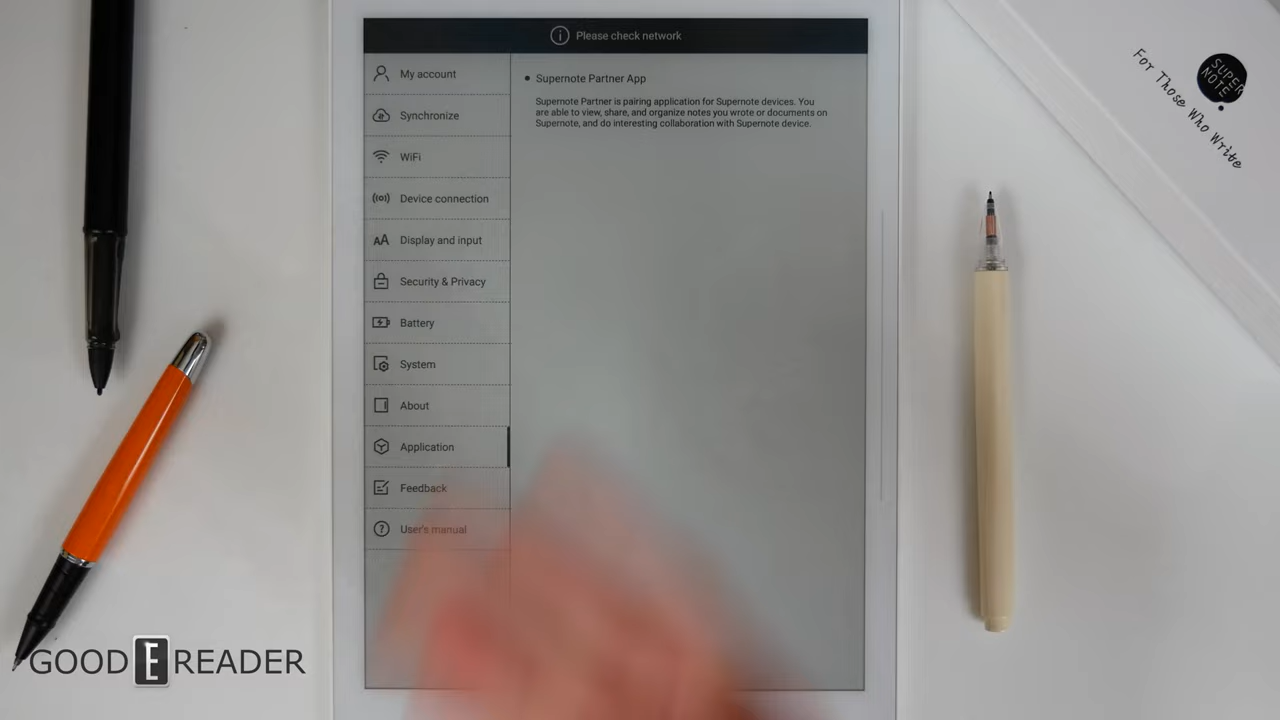 Please check network
My account
Synchronize
WiFi
Device connection
Display and input
Security & Privacy
Battery
System
About
Application
Feedback
User's manual
Supernote Partner App
Supernote Partner is pairing application for Supernote devices. You
are able to view, share, and organize notes you wrote or documents on
Supernote, and do interesting collaboration with Supernote device.
SUPER
NOTE
For Those Who Write
GOOD E READER